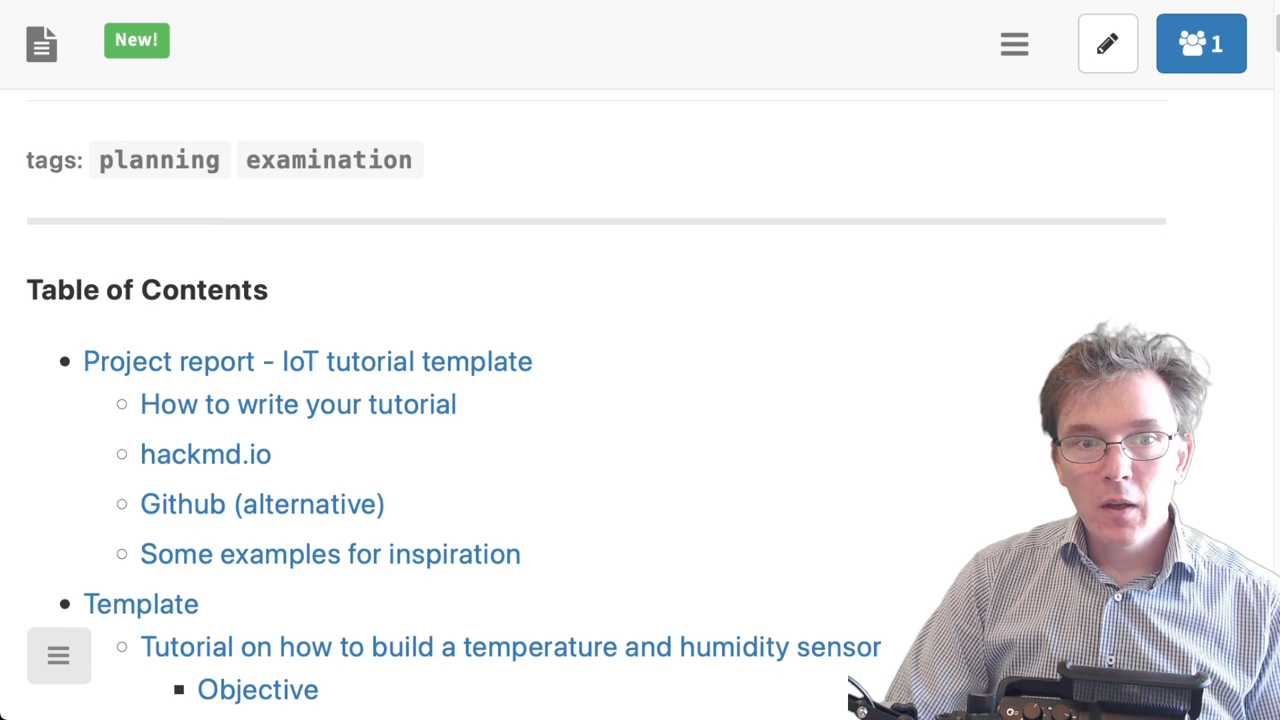 New!
1
tags: planning examination
Table of Contents
Project report - IoT tutorial template
How to write your tutorial
hackmd.io
Github (alternative)
Some examples for inspiration
Template
Tutorial on how to build a temperature and humidity sensor
Objective